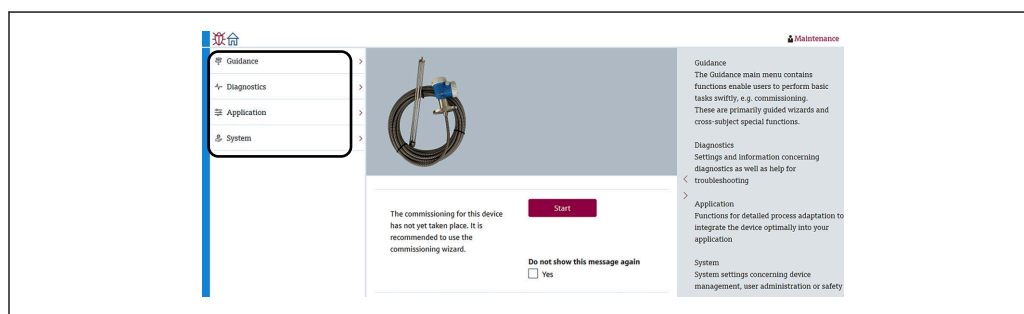 Maintenance
Guidance
Diagnostics
Application
System
The commissioning for this device
has not yet taken place. It is
recommended to use the
commissioning wizard.
Start
Do not show this message again
Yes
Guidance
The Guidance main menu contains
functions enable users to perform basic
tasks swiftly, e.g. commissioning.
These are primarily guided wizards and
cross-subject special functions.
Diagnostics
Settings and information concerning
diagnostics as well as help for
troubleshooting
Application
Functions for detailed process adaptation to
integrate the device optimally into your
application
System
System settings concerning device
management, user administration or safety